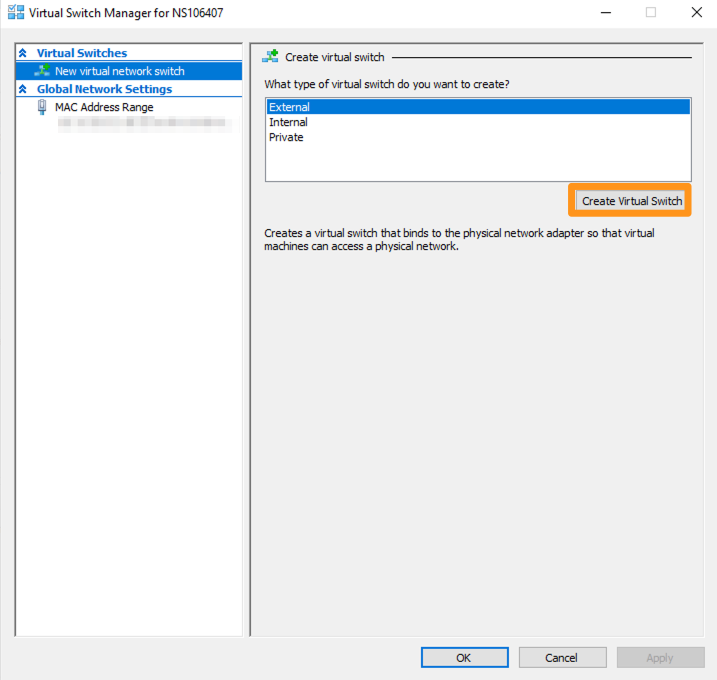 Virtual Switch Manager for NS106407
Virtual Switches
New virtual network switch
Global Network Settings
MAC Address Range
Create virtual switch
What type of virtual switch do you want to create?
External
Internal
Private
Create Virtual Switch
Creates a virtual switch that binds to the physical network adapter so that virtual
machines can access a physical network.
OK
Cancel
Apply